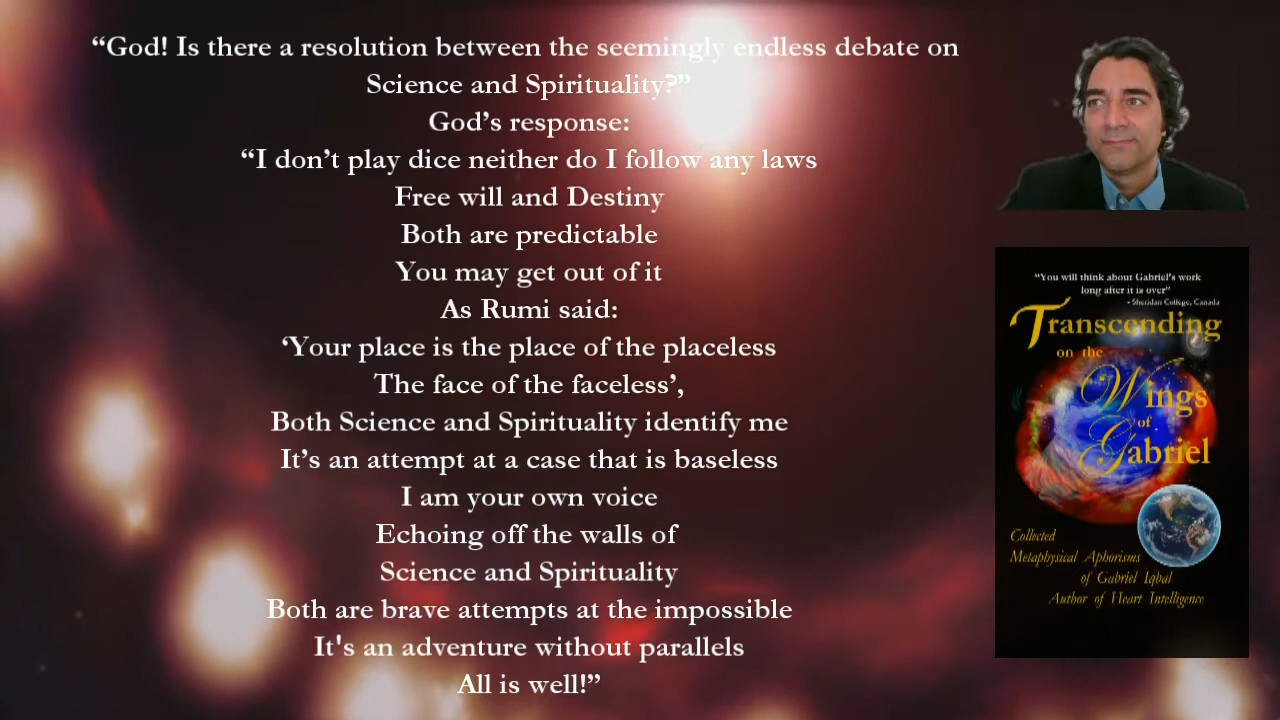 “God! Is there a resolution between the seemingly endless debate on
Science and Spirituality?”
God’s response:
“I don’t play dice neither do I follow any laws
Free will and Destiny
Both are predictable
You may get out of it
As Rumi said:
‘Your place is the place of the placeless
The face of the faceless’,
Both Science and Spirituality identify me
It’s an attempt at a case that is baseless
I am your own voice
Echoing off the walls of
Science and Spirituality
Both are brave attempts at the impossible
It's an adventure without parallels
All is well!”
“You will think about Gabriel's work
long after it is over”
- Sheridan College, Canada
Transcending
on the
Wings
of
Gabriel
Collected
Metaphysical Aphorisms
of Gabriel Iqbal
Author of Heart Intelligence